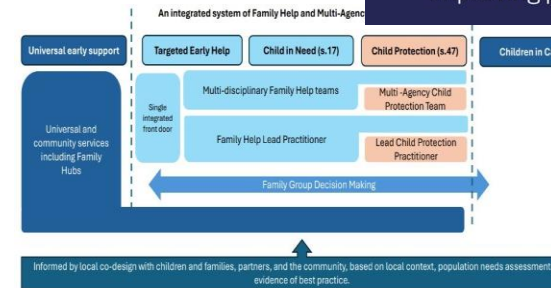 An integrated system of Family Help and Multi-Agenc
Universal early support
Targeted Early Help
Child in Need (s.17)
Child Protection (s.47)
Children in C
Universal and
community services
including Family
Hubs
Single
integrated
front door
Multi-disciplinary Family Help teams
Multi -Agency Child
Protection Team
Family Help Lead Practitioner
Lead Child Protection
Practitioner
Family Group Decision Making
Informed by local co-design with children and families, partners, and the community, based on local context, population needs assessment
evidence of best practice.